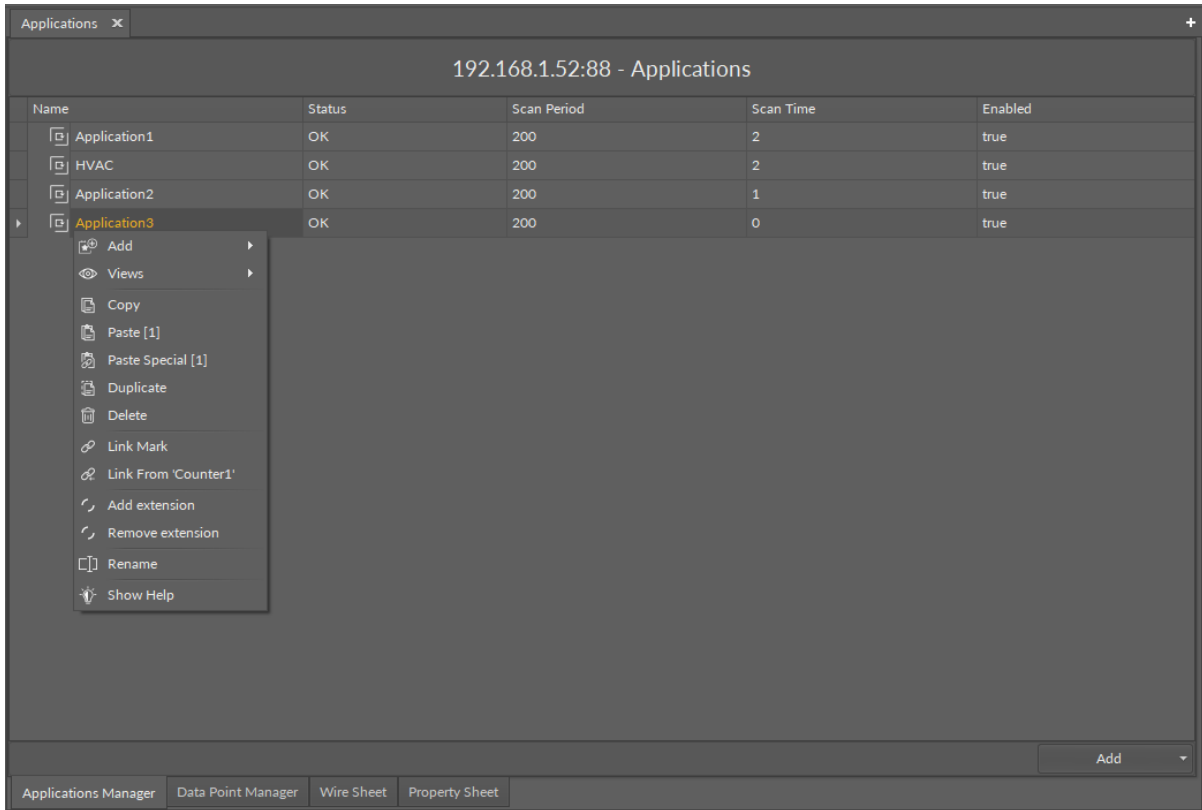 Applications
192.168.1.52:88 - Applications
Name Status Scan Period Scan Time Enabled
Application1 OK 200 2 true
HVAC OK 200 2 true
Application2 OK 200 1 true
Application3 OK 200 0 true
Add
Views
Copy
Paste [1]
Paste Special [1]
Duplicate
Delete
Link Mark
Link From 'Counter1'
Add extension
Remove extension
Rename
Show Help
Add
Applications Manager Data Point Manager Wire Sheet Property Sheet